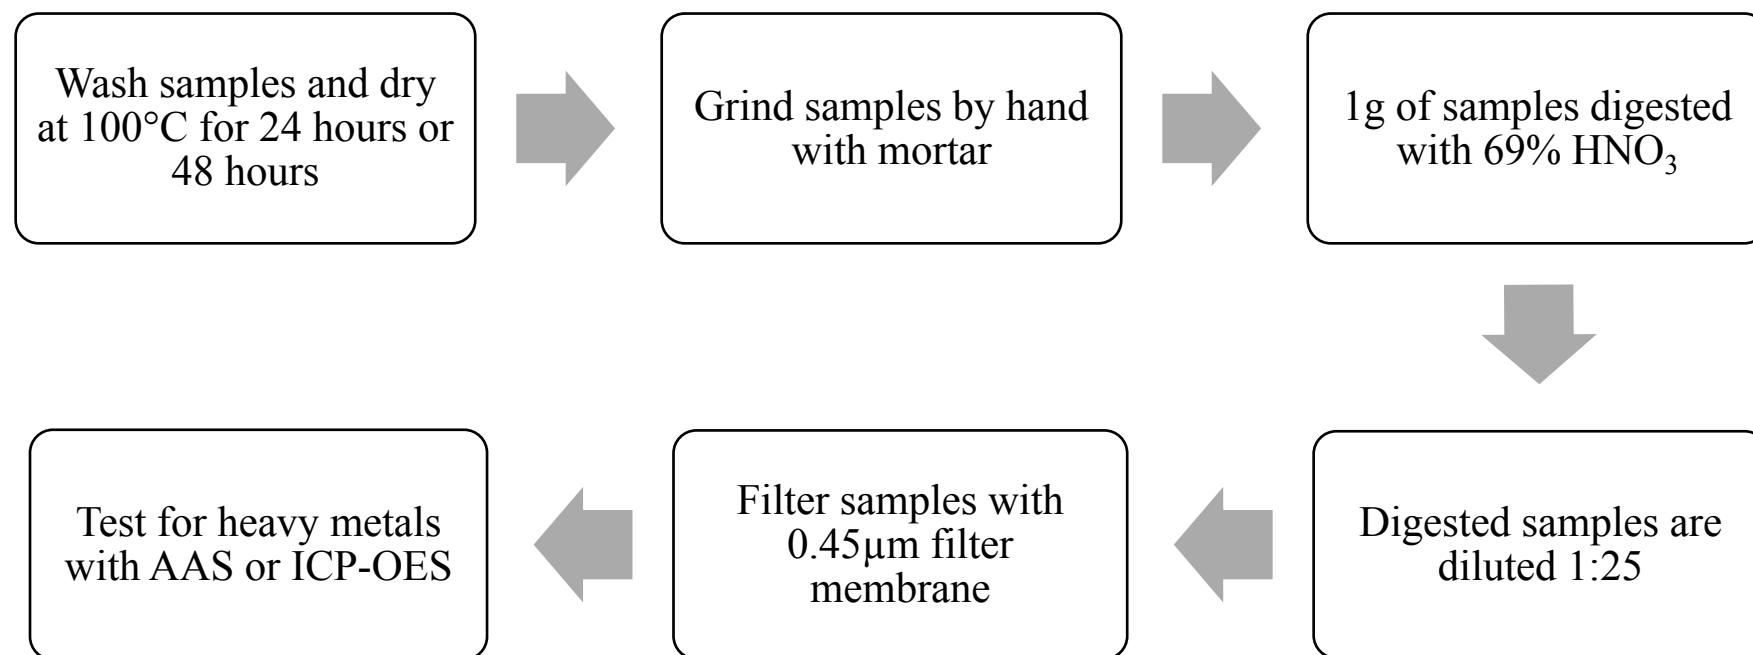 Wash samples and dry
at 100°C for 24 hours or
48 hours
Grind samples by hand
with mortar
1g of samples digested
with 69% HNO₃
Digested samples are
diluted 1:25
Filter samples with
0.45µm filter
membrane
Test for heavy metals
with AAS or ICP-OES